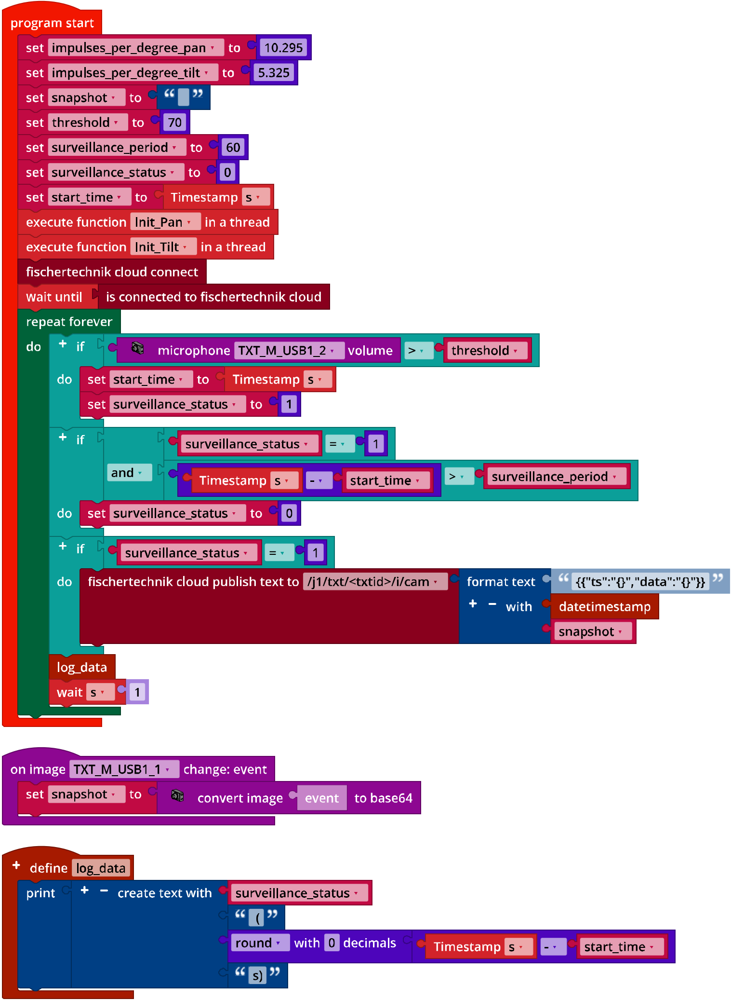 program start
set impulses_per_degree_pan to 10.295
set impulses_per_degree_tilt to 5.325
set snapshot to “ ”
set threshold to 70
set surveillance_period to 60
set surveillance_status to 0
set start_time to Timestamp s
execute function Init_Pan in a thread
execute function Init_Tilt in a thread
fischertechnik cloud connect
wait until is connected to fischertechnik cloud
repeat forever
do + if microphone TXT_M_USB1_2 volume > threshold
do set start_time to Timestamp s
set surveillance_status to 1
+ if surveillance_status = 1
and Timestamp s - start_time > surveillance_period
do set surveillance_status to 0
+ if surveillance_status = 1
do fischertechnik cloud publish text to /j1/txt/<txtid>/i/cam format text “ {{"ts":"{}","data":"{}"}} ”
+ − with datetimestamp
snapshot
log_data
wait s 1
on image TXT_M_USB1_1 change: event
set snapshot to convert image event to base64
+ define log_data
print + − create text with surveillance_status
“ ( ”
round with 0 decimals Timestamp s - start_time
“ s) ”